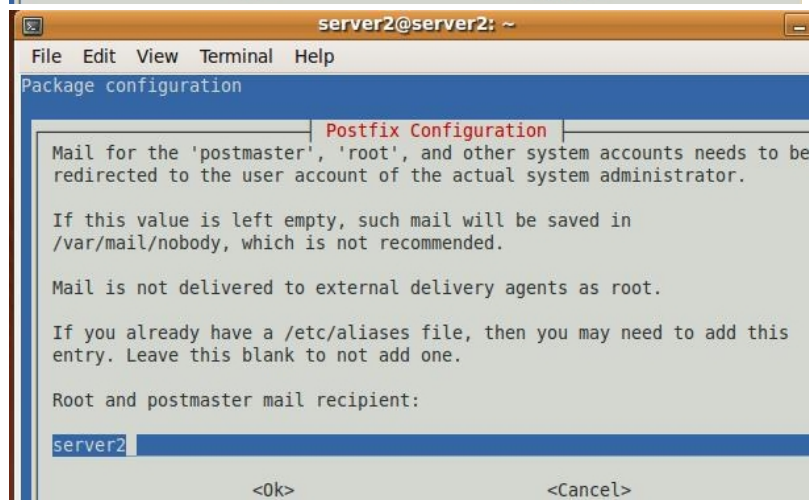 server2@server2: ~
File Edit View Terminal Help
Package configuration
Postfix Configuration
Mail for the 'postmaster', 'root', and other system accounts needs to be
redirected to the user account of the actual system administrator.
If this value is left empty, such mail will be saved in
/var/mail/nobody, which is not recommended.
Mail is not delivered to external delivery agents as root.
If you already have a /etc/aliases file, then you may need to add this
entry. Leave this blank to not add one.
Root and postmaster mail recipient:
server2
<Ok> <Cancel>